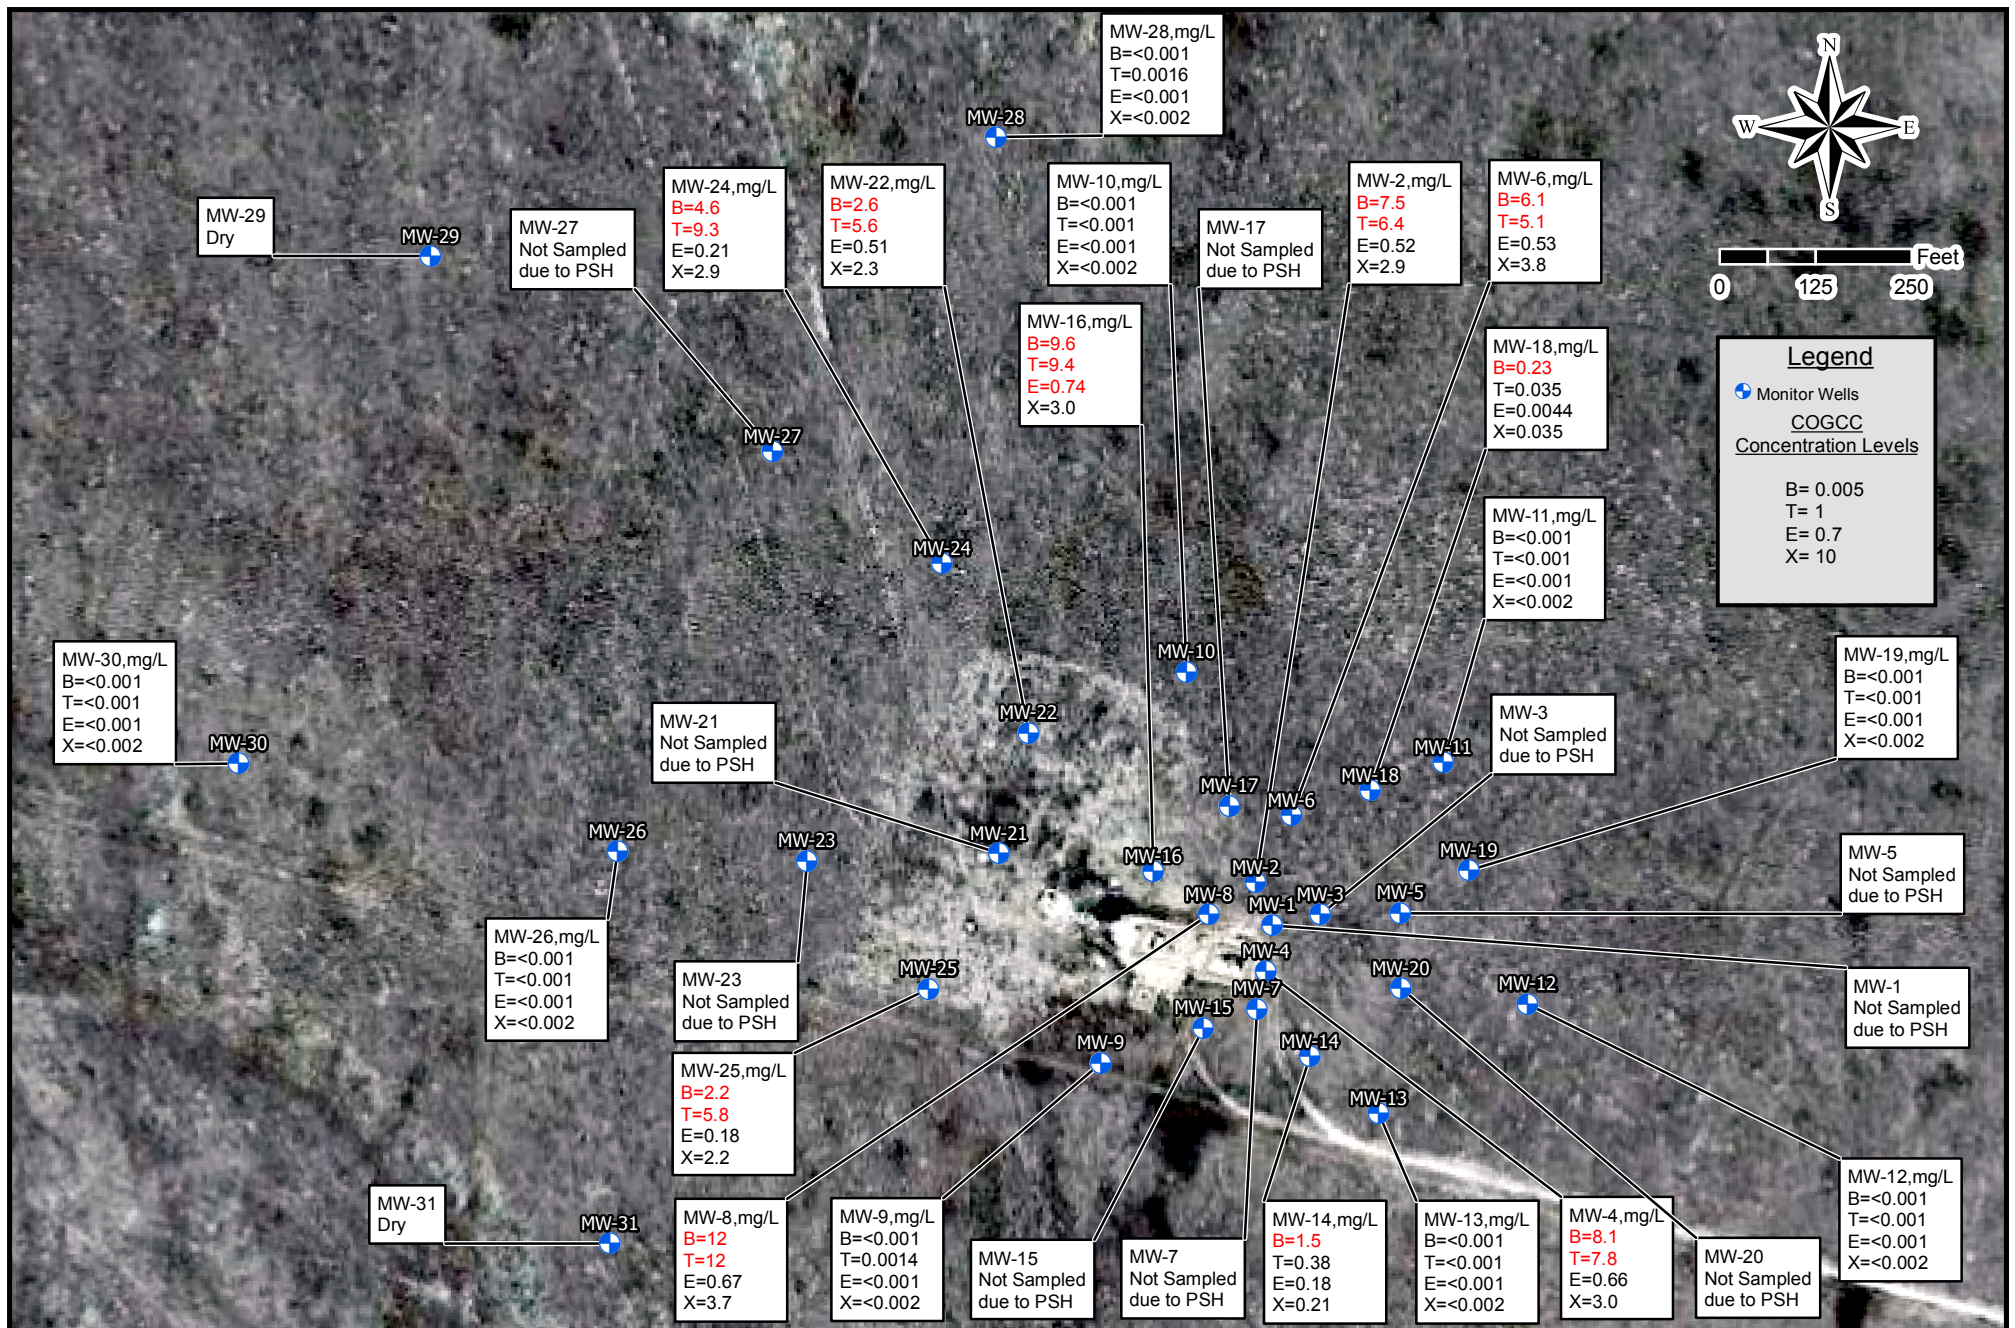 MW-28,mg/L
B=<0.001
T=0.0016
E=<0.001
X=<0.002
MW-28
N
W
E
S
0
125
250
Feet
MW-29
Dry
MW-29
MW-27
Not Sampled
due to PSH
MW-27
MW-24,mg/L
B=4.6
T=9.3
E=0.21
X=2.9
MW-24
MW-22,mg/L
B=2.6
T=5.6
E=0.51
X=2.3
MW-22
MW-10,mg/L
B=<0.001
T=<0.001
E=<0.001
X=<0.002
MW-10
MW-17
Not Sampled
due to PSH
MW-17
MW-2,mg/L
B=7.5
T=6.4
E=0.52
X=2.9
MW-2
MW-6,mg/L
B=6.1
T=5.1
E=0.53
X=3.8
MW-6
MW-16,mg/L
B=9.6
T=9.4
E=0.74
X=3.0
MW-16
MW-18,mg/L
B=0.23
T=0.035
E=0.0044
X=0.035
MW-18
Legend
Monitor Wells
COGCC
Concentration Levels
B= 0.005
T= 1
E= 0.7
X= 10
MW-11,mg/L
B=<0.001
T=<0.001
E=<0.001
X=<0.002
MW-11
MW-30,mg/L
B=<0.001
T=<0.001
E=<0.001
X=<0.002
MW-30
MW-21
Not Sampled
due to PSH
MW-21
MW-3
Not Sampled
due to PSH
MW-3
MW-19,mg/L
B=<0.001
T=<0.001
E=<0.001
X=<0.002
MW-19
MW-5
Not Sampled
due to PSH
MW-5
MW-26
MW-26,mg/L
B=<0.001
T=<0.001
E=<0.001
X=<0.002
MW-23
MW-23
Not Sampled
due to PSH
MW-8
MW-1
MW-1
Not Sampled
due to PSH
MW-4
MW-7
MW-15
MW-25
MW-25,mg/L
B=2.2
T=5.8
E=0.18
X=2.2
MW-9
MW-14
MW-13
MW-20
MW-12
MW-31
Dry
MW-31
MW-8,mg/L
B=12
T=12
E=0.67
X=3.7
MW-9,mg/L
B=<0.001
T=0.0014
E=<0.001
X=<0.002
MW-15
Not Sampled
due to PSH
MW-7
Not Sampled
due to PSH
MW-14,mg/L
B=1.5
T=0.38
E=0.18
X=0.21
MW-13,mg/L
B=<0.001
T=<0.001
E=<0.001
X=<0.002
MW-4,mg/L
B=8.1
T=7.8
E=0.66
X=3.0
MW-20
Not Sampled
due to PSH
MW-12,mg/L
B=<0.001
T=<0.001
E=<0.001
X=<0.002